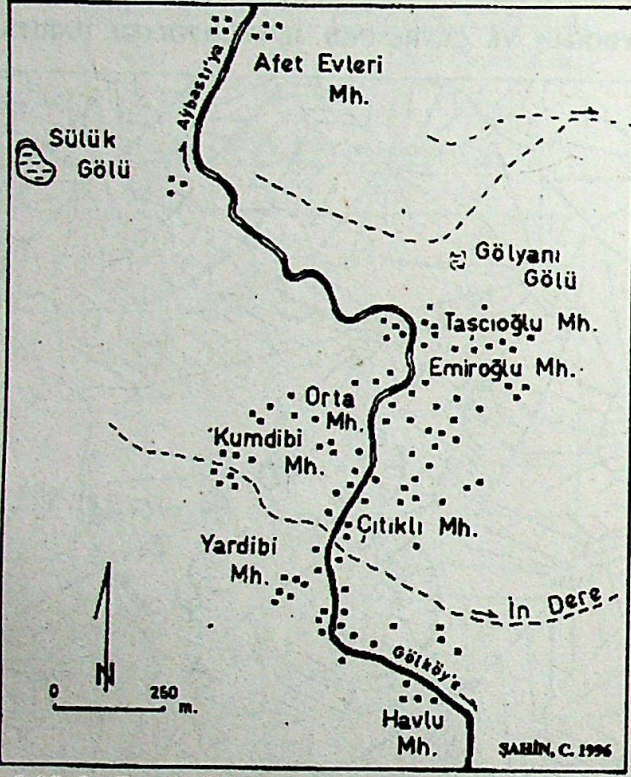 Aybastı'ya
Afet Evleri
Mh.
Sülük
Gölü
Gölyanı
Gölü
Taşcıoğlu Mh.
Emiroğlu Mh.
Orta
Mh.
Kumdibi
Mh.
Çıtıklı Mh.
Yardibi
Mh.
İn Dere
N
0 250
m.
Gölköy'e
Havlu
Mh.
ŞAHİN, C. 1996